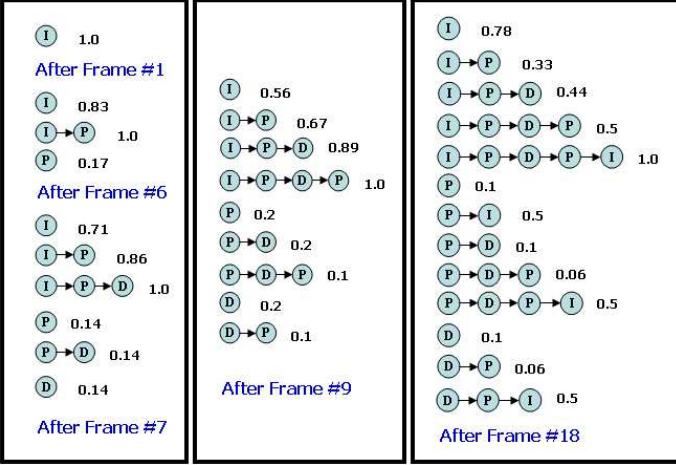 I 1.0
After Frame #1
I 0.83
I P 1.0
P 0.17
After Frame #6
I 0.71
I P 0.86
I P D 1.0
P 0.14
P D 0.14
D 0.14
After Frame #7
I 0.56
I P 0.67
I P D 0.89
I P D P 1.0
P 0.2
P D 0.2
P D P 0.1
D 0.2
D P 0.1
After Frame #9
I 0.78
I P 0.33
I P D 0.44
I P D P 0.5
I P D P I 1.0
P 0.1
P I 0.5
P D 0.1
P D P 0.06
P D P I 0.5
D 0.1
D P 0.06
D P I 0.5
After Frame #18